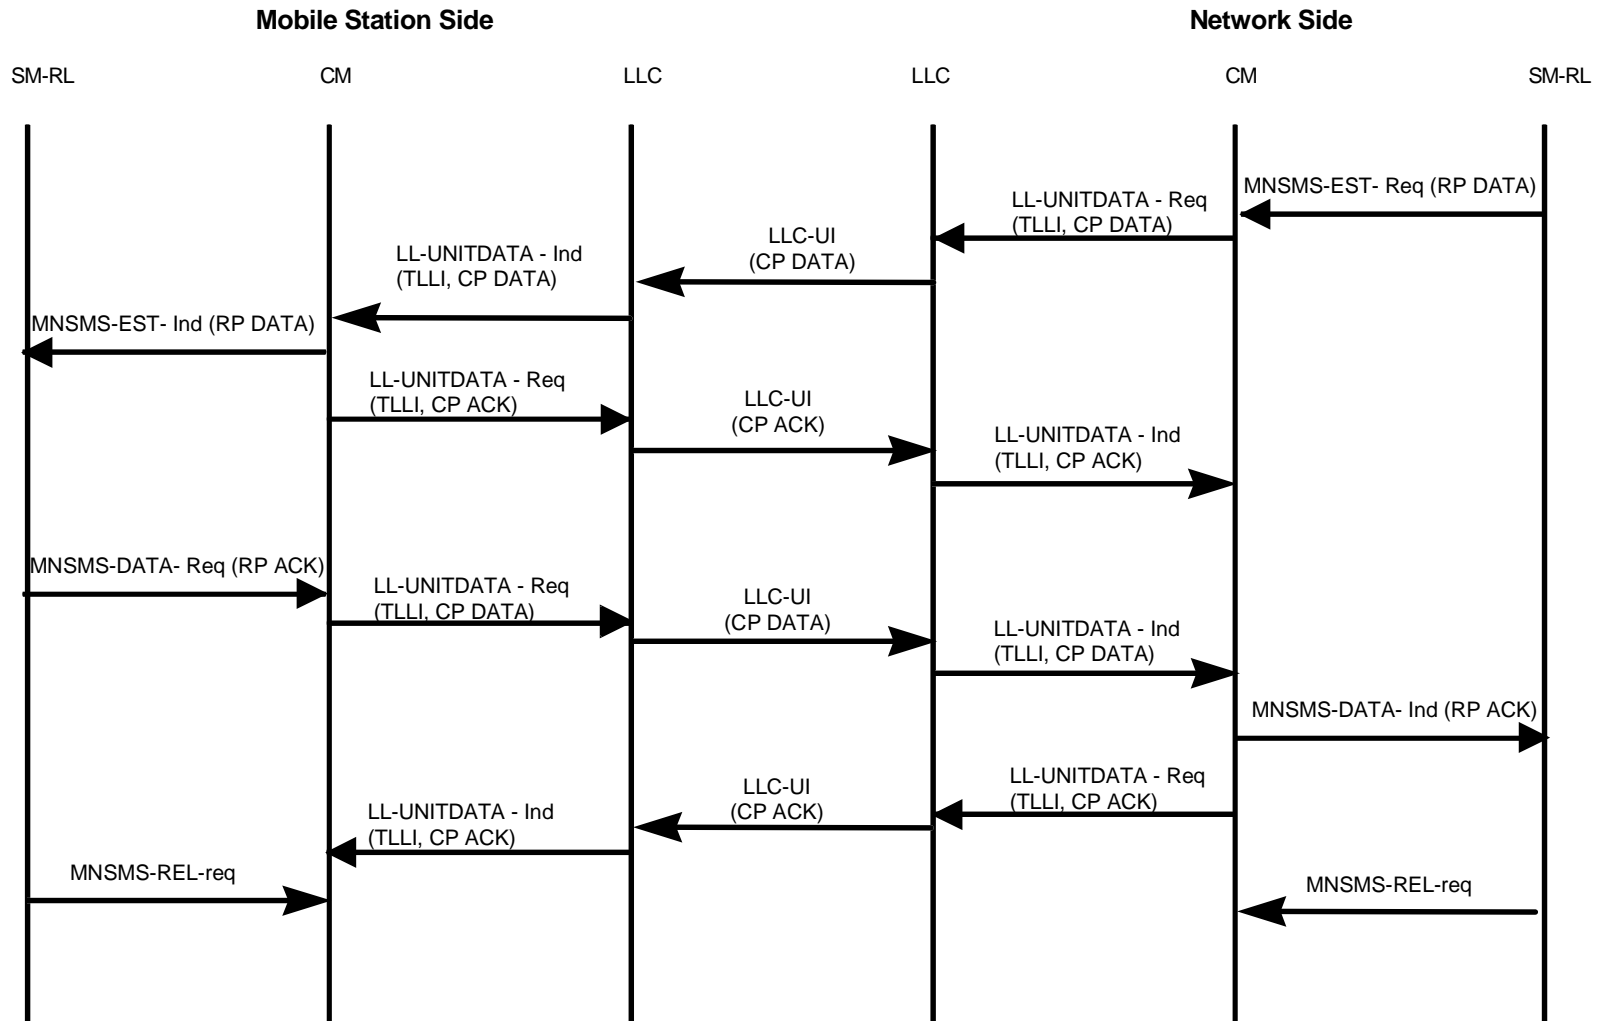 Mobile Station Side
Network Side
SM-RL
CM
LLC
LLC
CM
SM-RL
MNSMS-EST- Req (RP DATA)
LL-UNITDATA - Req
(TLLI, CP DATA)
LLC-UI
(CP DATA)
LL-UNITDATA - Ind
(TLLI, CP DATA)
MNSMS-EST- Ind (RP DATA)
LL-UNITDATA - Req
(TLLI, CP ACK)
LLC-UI
(CP ACK)
LL-UNITDATA - Ind
(TLLI, CP ACK)
MNSMS-DATA- Req (RP ACK)
LL-UNITDATA - Req
(TLLI, CP DATA)
LLC-UI
(CP DATA)
LL-UNITDATA - Ind
(TLLI, CP DATA)
MNSMS-DATA- Ind (RP ACK)
LL-UNITDATA - Req
(TLLI, CP ACK)
LLC-UI
(CP ACK)
LL-UNITDATA - Ind
(TLLI, CP ACK)
MNSMS-REL-req
MNSMS-REL-req